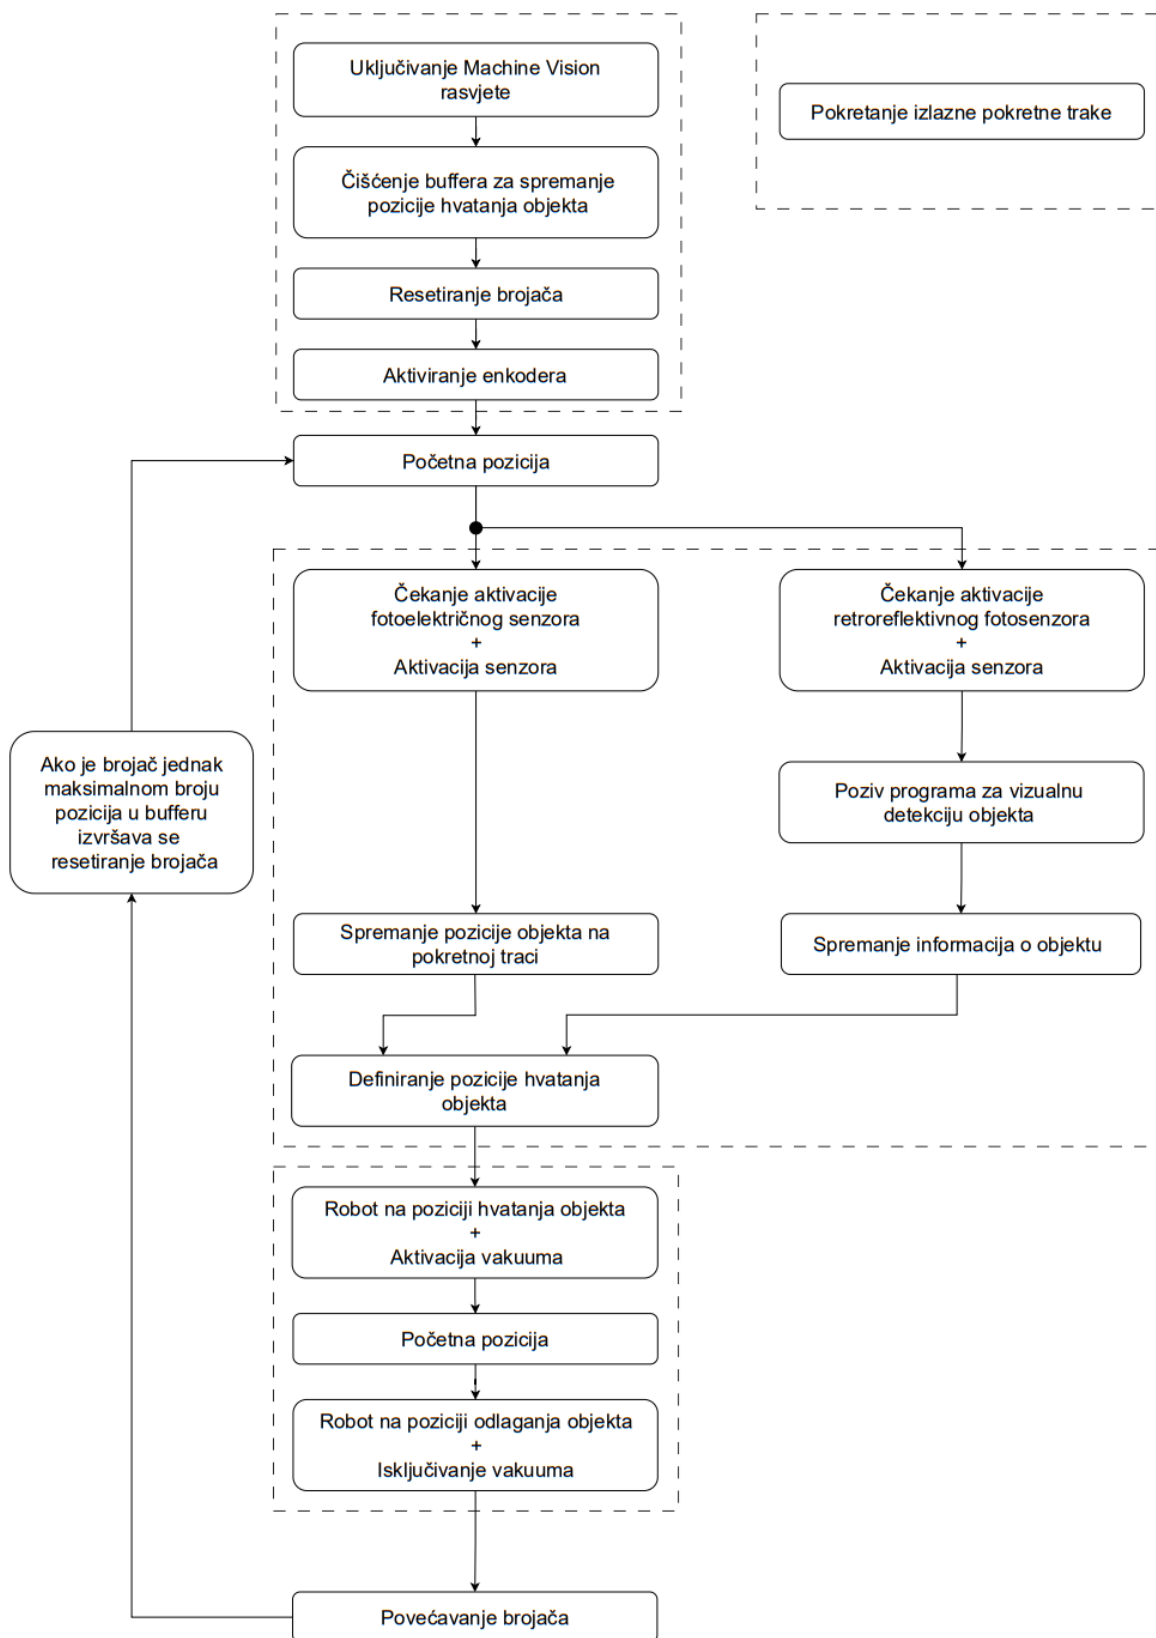 Uključivanje Machine Vision
rasvjete
Pokretanje izlazne pokretne trake
Čišćenje buffera za spremanje
pozicije hvatanja objekta
Resetiranje brojača
Aktiviranje enkodera
Početna pozicija
Čekanje aktivacije
fotoelektričnog senzora
+
Aktivacija senzora
Čekanje aktivacije
retroreflektivnog fotosenzora
+
Aktivacija senzora
Ako je brojač jednak
maksimalnom broju
pozicija u bufferu
izvršava se
resetiranje brojača
Poziv programa za vizualnu
detekciju objekta
Spremanje pozicije objekta na
pokretnoj traci
Spremanje informacija o objektu
Definiranje pozicije hvatanja
objekta
Robot na poziciji hvatanja objekta
+
Aktivacija vakuuma
Početna pozicija
Robot na poziciji odlaganja objekta
+
Isključivanje vakuuma
Povećavanje brojača